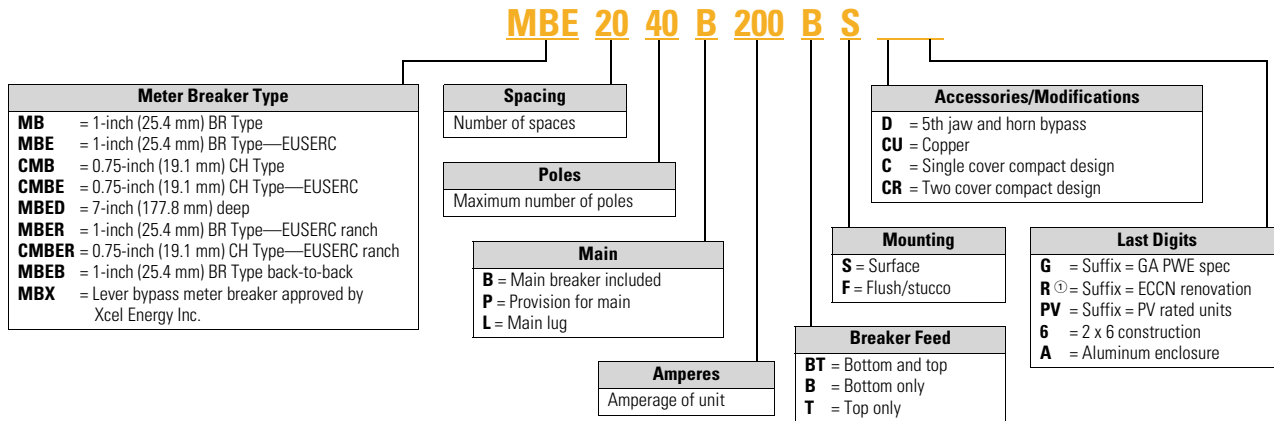 MBE 20 40 B 200 B S
Meter Breaker Type
MB = 1-inch (25.4 mm) BR Type
MBE = 1-inch (25.4 mm) BR Type—EUSERC
CMB = 0.75-inch (19.1 mm) CH Type
CMBE = 0.75-inch (19.1 mm) CH Type—EUSERC
MBED = 7-inch (177.8 mm) deep
MBER = 1-inch (25.4 mm) BR Type—EUSERC ranch
CMBER = 0.75-inch (19.1 mm) CH Type—EUSERC ranch
MBEB = 1-inch (25.4 mm) BR Type back-to-back
MBX = Lever bypass meter breaker approved by
Xcel Energy Inc.
Spacing
Number of spaces
Poles
Maximum number of poles
Main
B = Main breaker included
P = Provision for main
L = Main lug
Amperes
Amperage of unit
Accessories/Modifications
D = 5th jaw and horn bypass
CU = Copper
C = Single cover compact design
CR = Two cover compact design
Mounting
S = Surface
F = Flush/stucco
Breaker Feed
BT = Bottom and top
B = Bottom only
T = Top only
Last Digits
G = Suffix = GA PWE spec
R ① = Suffix = ECCN renovation
PV = Suffix = PV rated units
6 = 2 x 6 construction
A = Aluminum enclosure